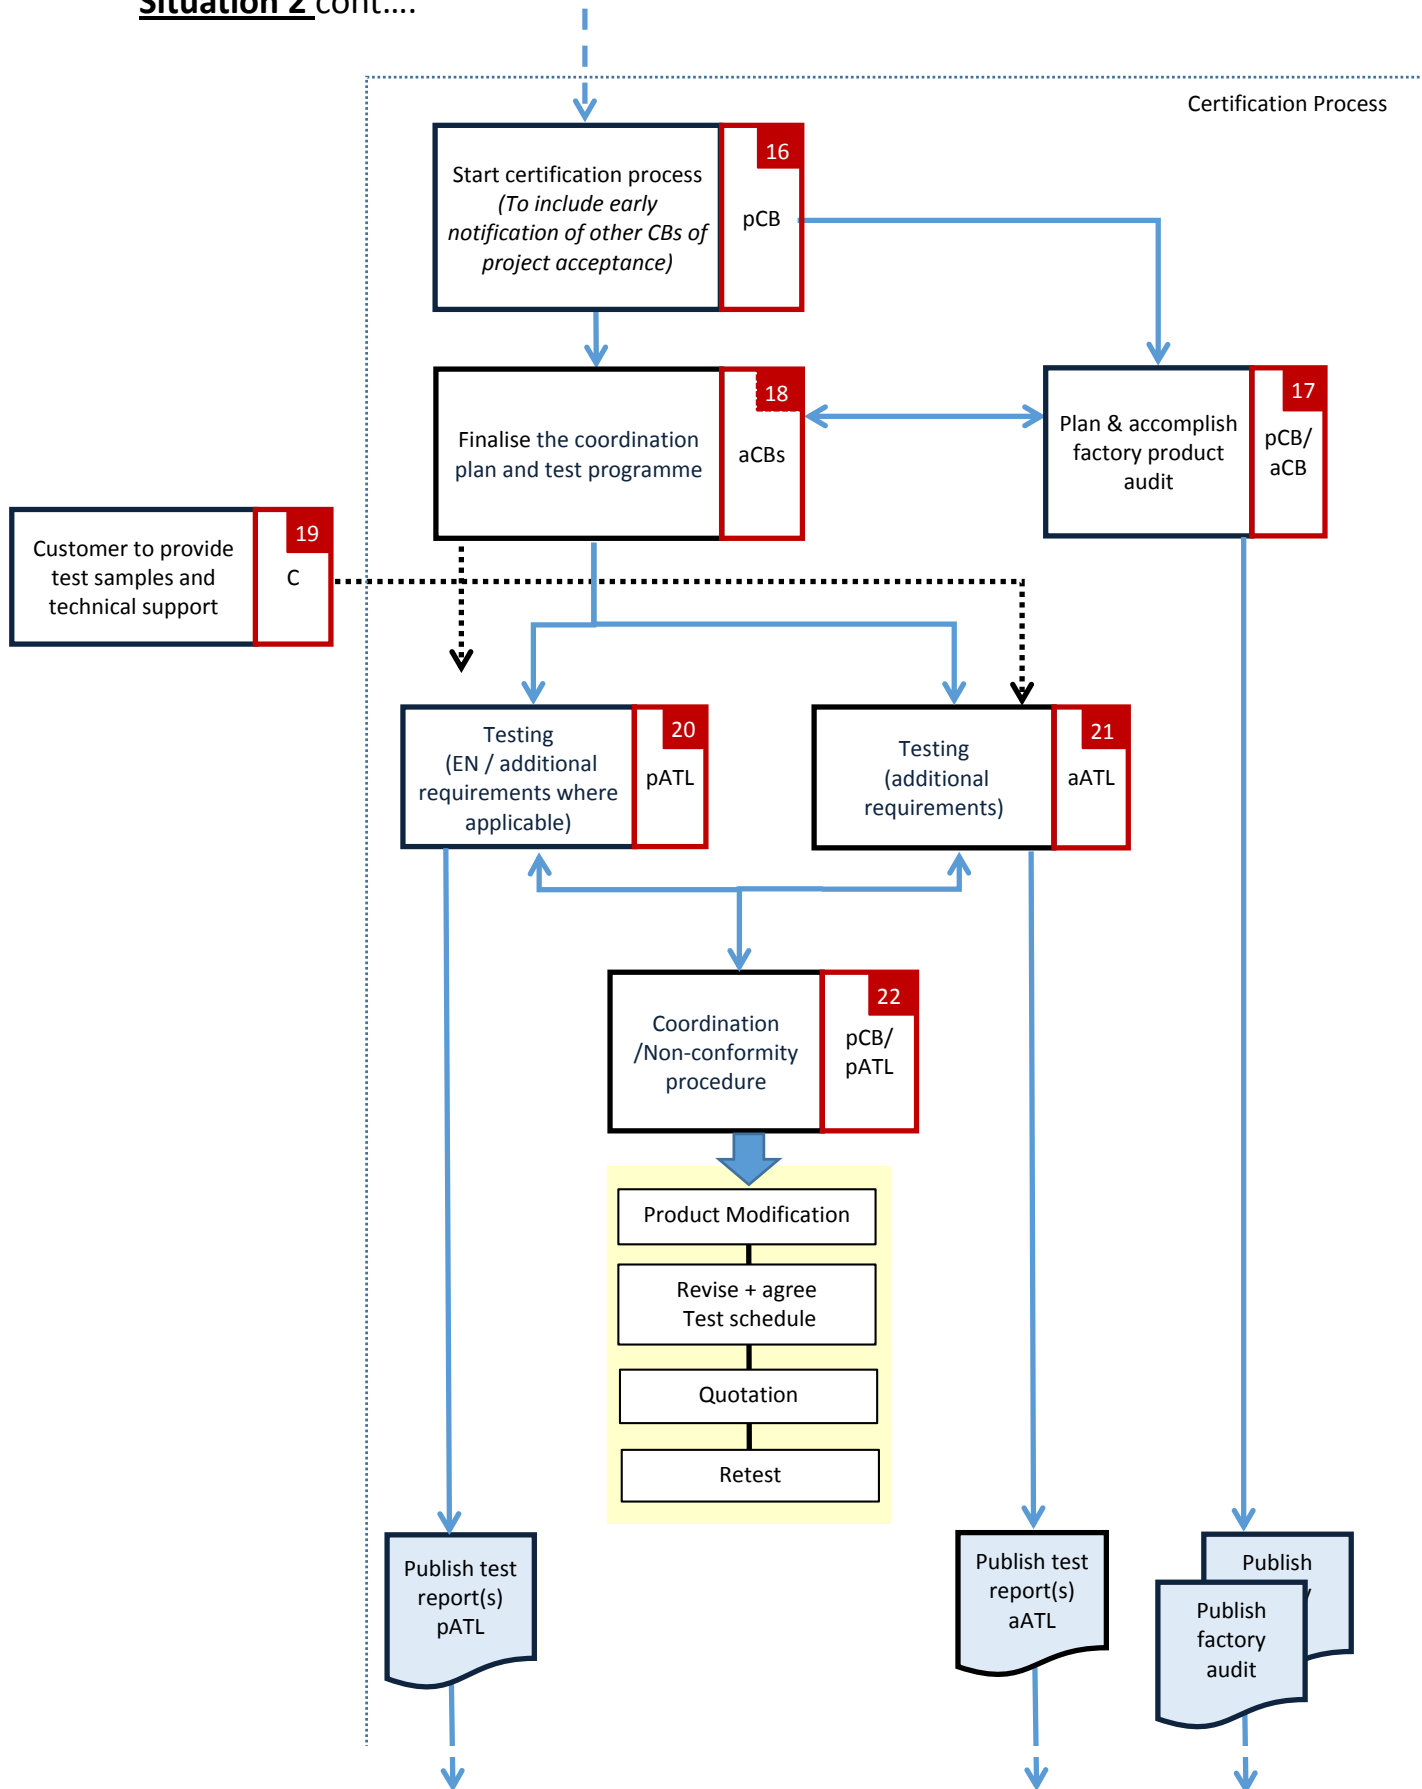 Situation 2 cont....
Certification Process
Start certification process
(To include early
notification of other CBs of
project acceptance)
16
pCB
Finalise the coordination
plan and test programme
18
aCBs
Plan & accomplish
factory product
audit
17
pCB/
aCB
Customer to provide
test samples and
technical support
19
C
Testing
(EN / additional
requirements where
applicable)
20
pATL
Testing
(additional
requirements)
21
aATL
Coordination
/Non-conformity
procedure
22
pCB/
pATL
Product Modification
Revise + agree
Test schedule
Quotation
Retest
Publish test
report(s)
pATL
Publish test
report(s)
aATL
Publish
Publish
factory
audit